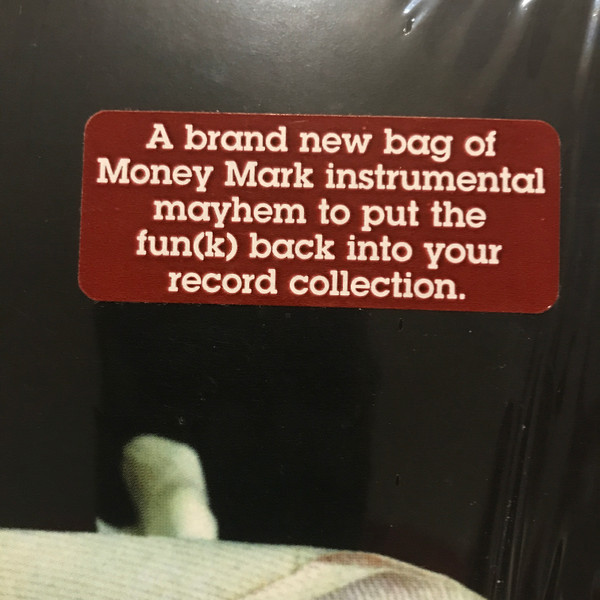 A brand new bag of
Money Mark instrumental
mayhem to put the
fun(k) back into your
record collection.